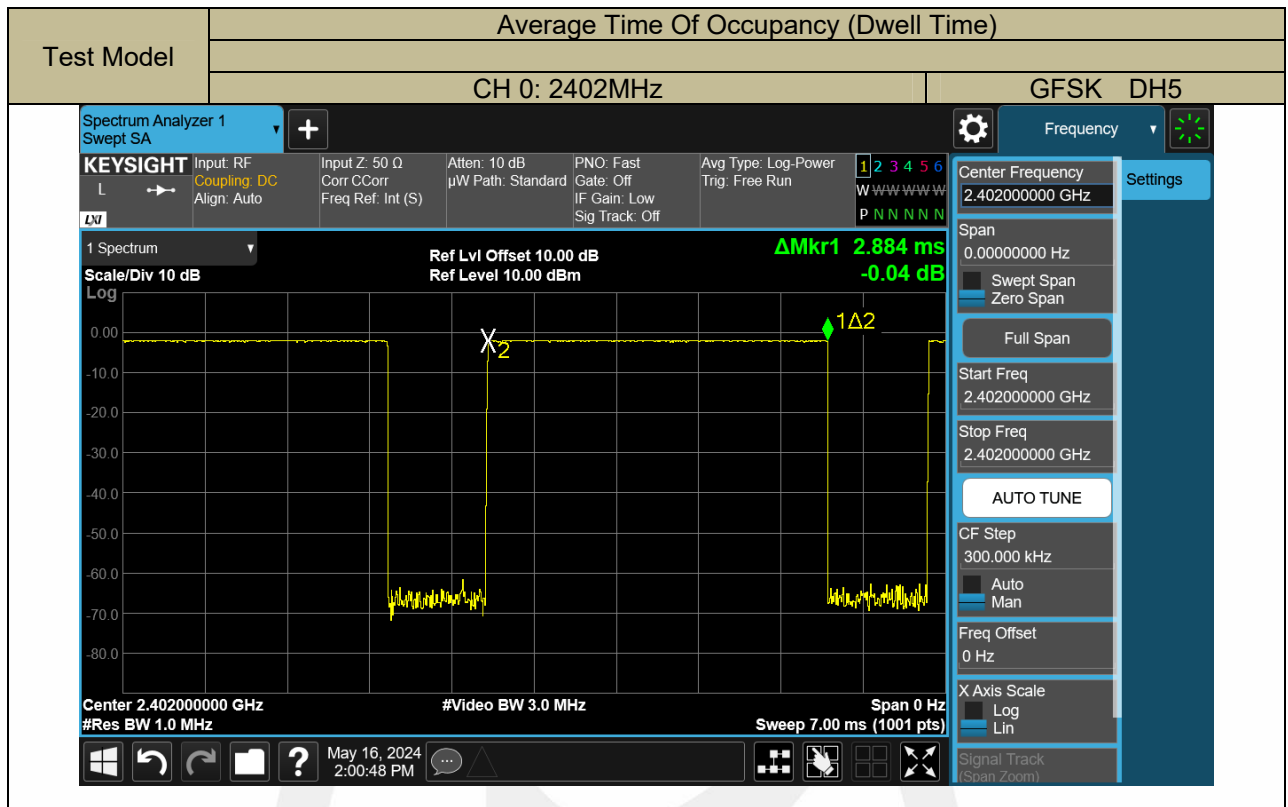 Test Model
Average Time Of Occupancy (Dwell Time)
CH 0: 2402MHz
GFSK DH5
Spectrum Analyzer 1
Swept SA
Frequency
KEYSIGHT
L
LXI
Input: RF
Coupling: DC
Align: Auto
Input Z: 50 Ω
Corr CCorr
Freq Ref: Int (S)
Atten: 10 dB
µW Path: Standard
PNO: Fast
Gate: Off
IF Gain: Low
Sig Track: Off
Avg Type: Log-Power
Trig: Free Run
1 2 3 4 5 6
W W W W W W
P N N N N N
1 Spectrum
Scale/Div 10 dB
Log
Ref Lvl Offset 10.00 dB
Ref Level 10.00 dBm
ΔMkr1 2.884 ms
-0.04 dB
1Δ2
X2
0.00
-10.0
-20.0
-30.0
-40.0
-50.0
-60.0
-70.0
-80.0
Center 2.402000000 GHz
#Res BW 1.0 MHz
#Video BW 3.0 MHz
Span 0 Hz
Sweep 7.00 ms (1001 pts)
?
May 16, 2024
2:00:48 PM
Center Frequency
2.402000000 GHz
Settings
Span
0.00000000 Hz
Swept Span
Zero Span
Full Span
Start Freq
2.402000000 GHz
Stop Freq
2.402000000 GHz
AUTO TUNE
CF Step
300.000 kHz
Auto
Man
Freq Offset
0 Hz
X Axis Scale
Log
Lin
Signal Track
(Span Zoom)